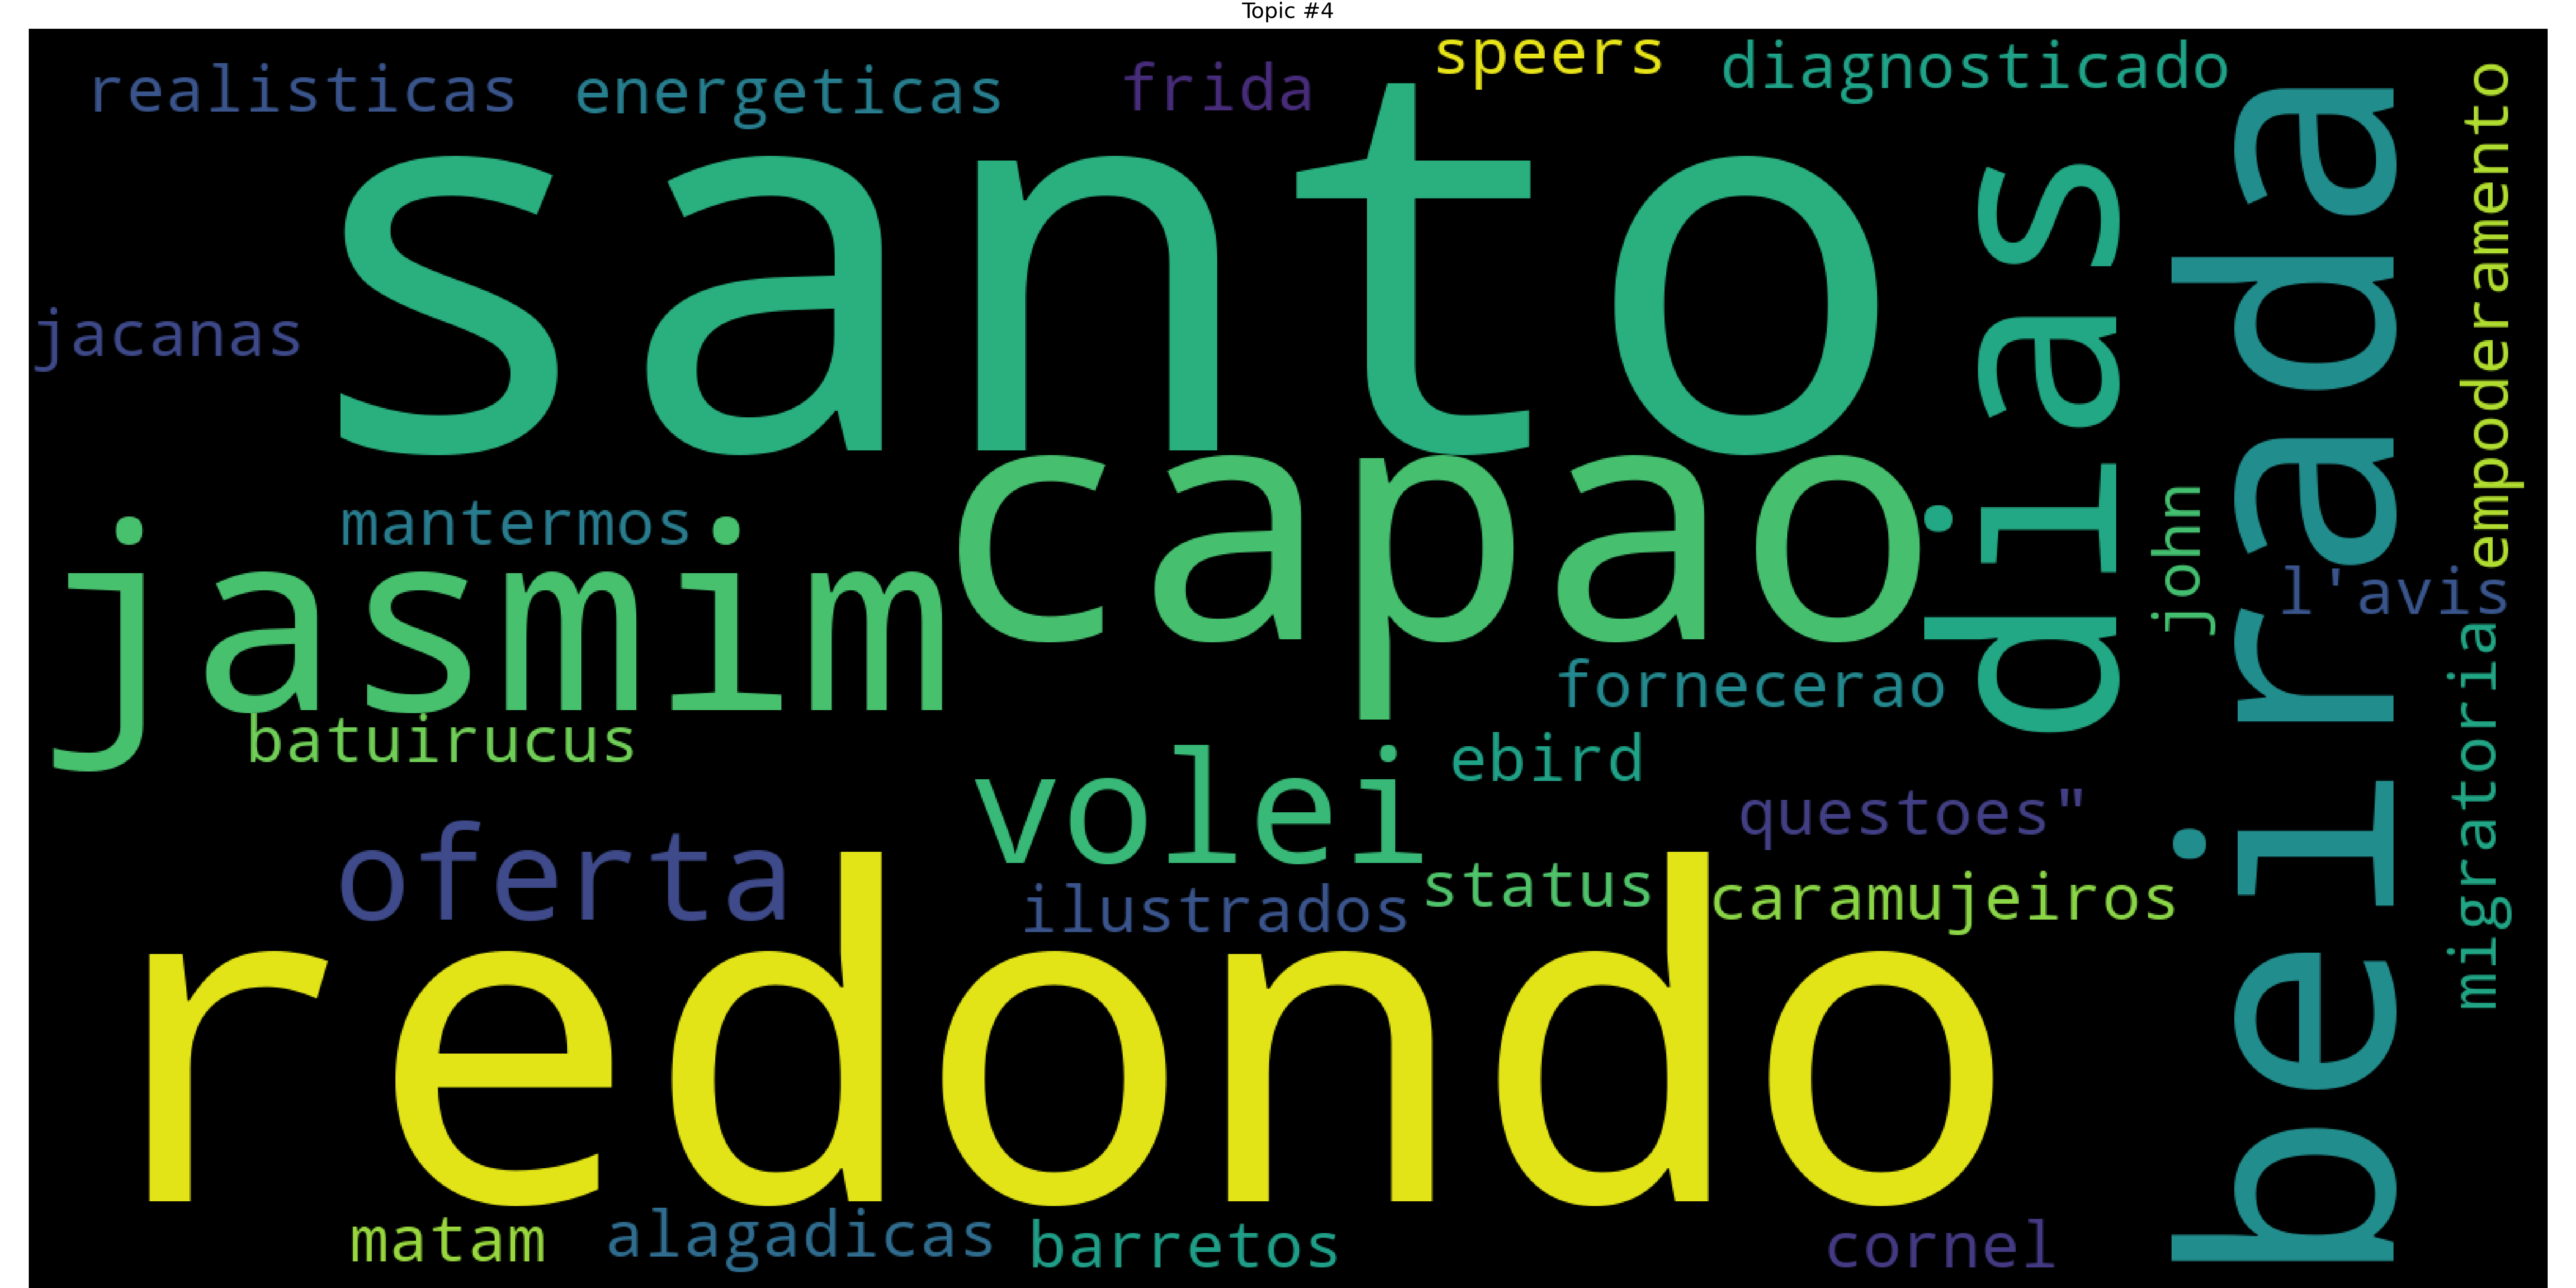 Topic #4
realisticas
energeticas
frida
speers
diagnosticado
santo
dias
beirada
empoderamento
jacanas
mantermos
jasmim
capao
john
l'avis
batuirucus
fornecerao
migratoria
volei
ebird
questoes"
oferta
ilustrados
status
caramujeiros
redondo
matam
alagadicas
barretos
cornel